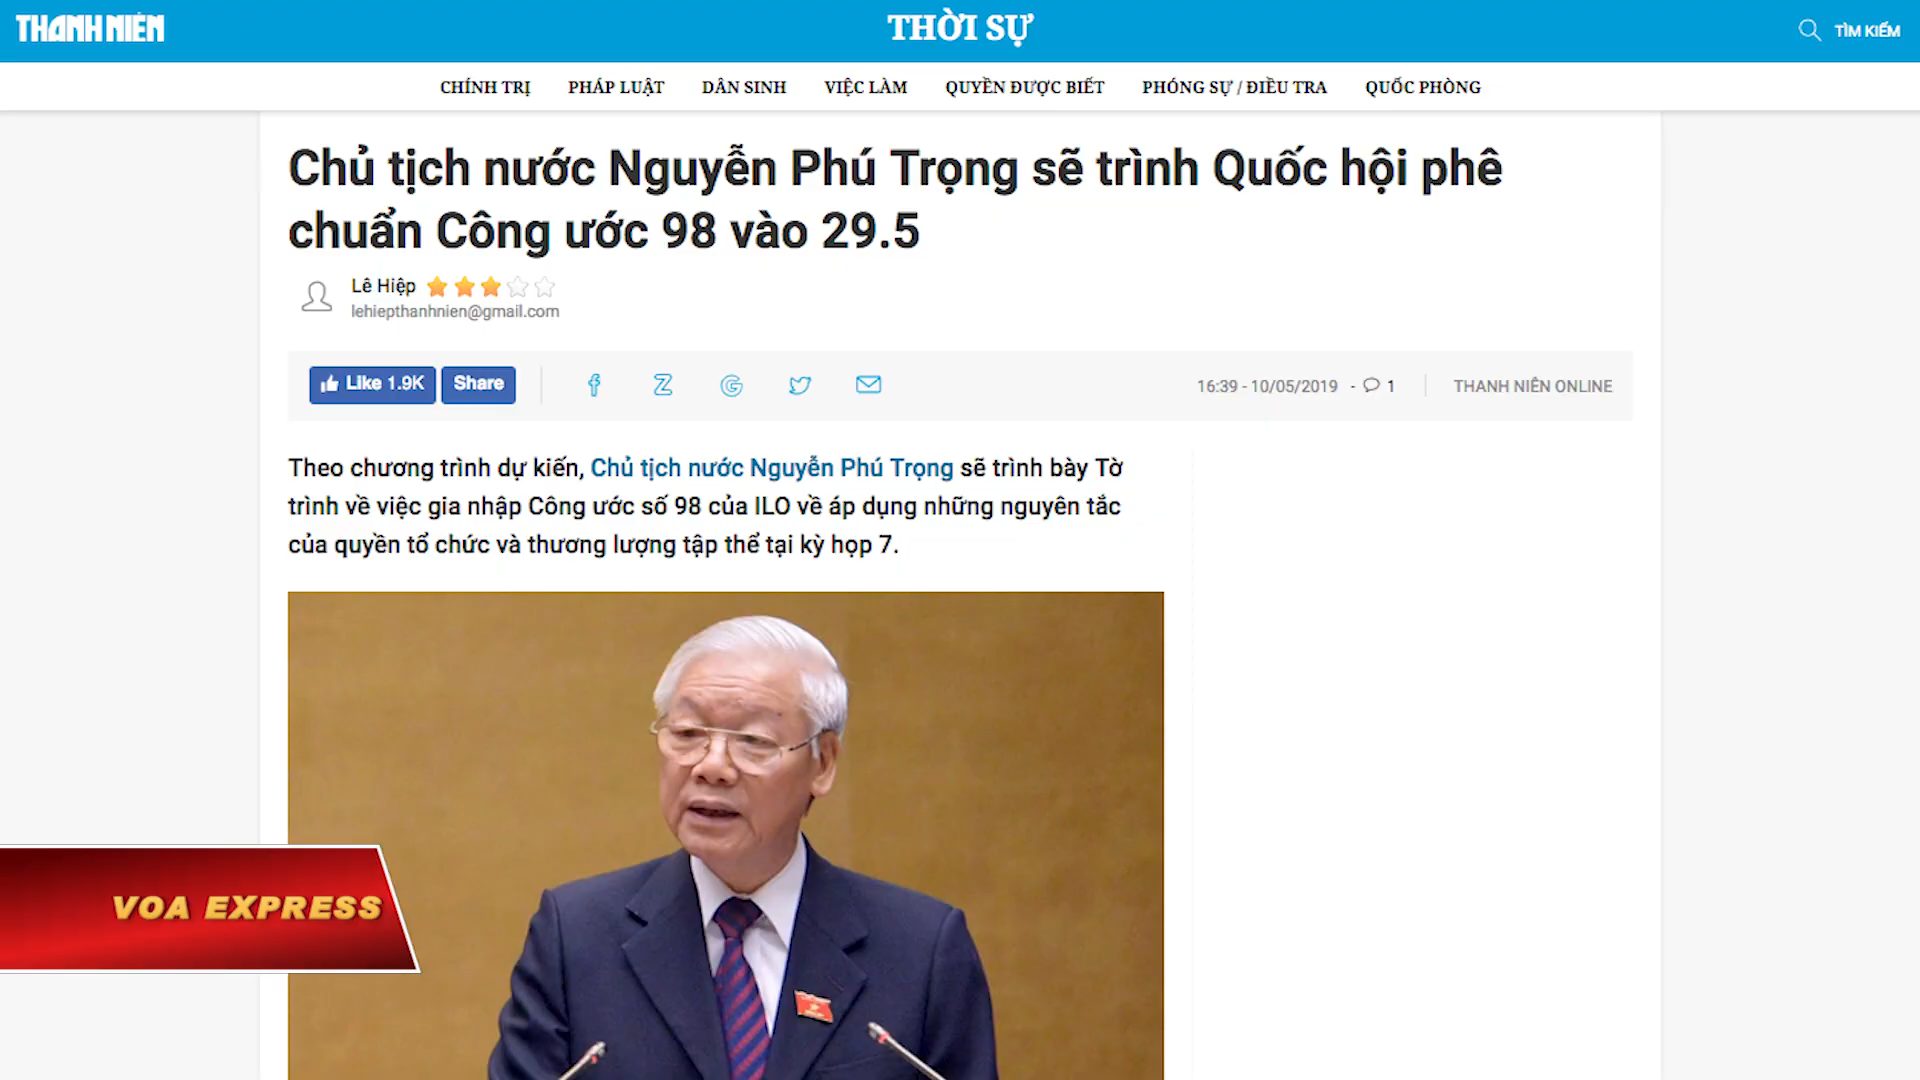 THANH NIÊN
THỜI SỰ
TÌM KIẾM
CHÍNH TRỊ PHÁP LUẬT DÂN SINH VIỆC LÀM QUYỀN ĐƯỢC BIẾT PHÓNG SỰ / ĐIỀU TRA QUỐC PHÒNG
Chủ tịch nước Nguyễn Phú Trọng sẽ trình Quốc hội phê
chuẩn Công ước 98 vào 29.5
Lê Hiệp
lehiepthanhnien@gmail.com
Like 1.9K Share 16:39 - 10/05/2019 - 1 THANH NIÊN ONLINE
Theo chương trình dự kiến, Chủ tịch nước Nguyễn Phú Trọng sẽ trình bày Tờ
trình về việc gia nhập Công ước số 98 của ILO về áp dụng những nguyên tắc
của quyền tổ chức và thương lượng tập thể tại kỳ họp 7.
VOA EXPRESS